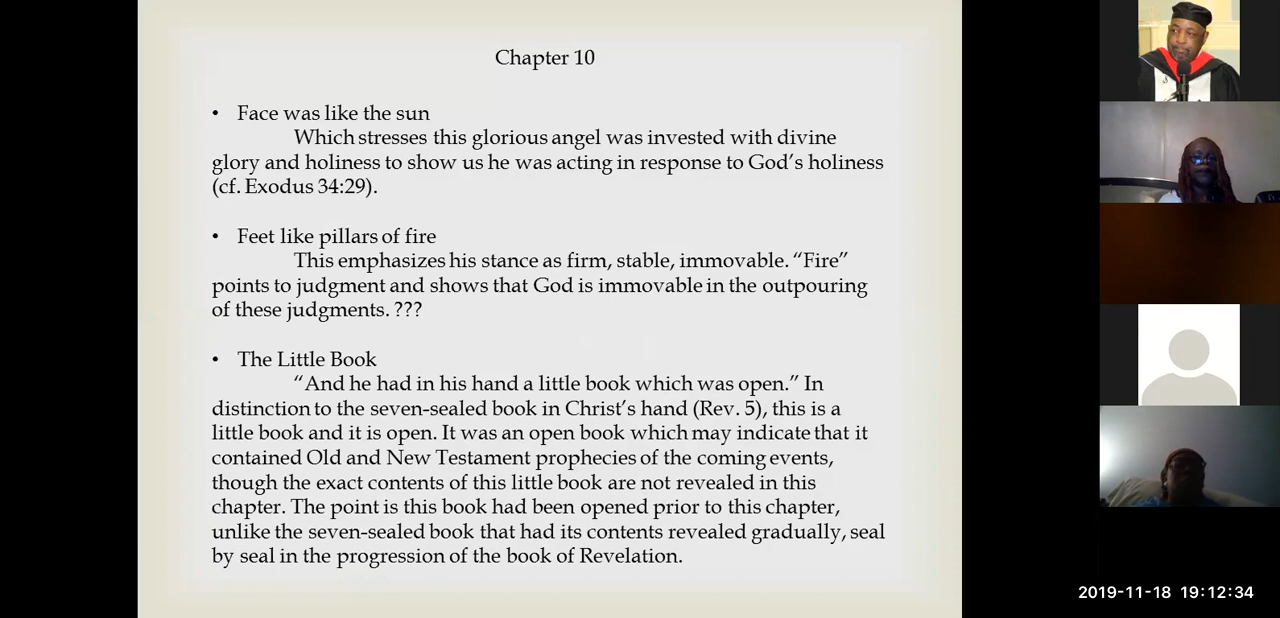 Chapter 10
• Face was like the sun
Which stresses this glorious angel was invested with divine
glory and holiness to show us he was acting in response to God’s holiness
(cf. Exodus 34:29).
• Feet like pillars of fire
This emphasizes his stance as firm, stable, immovable. “Fire”
points to judgment and shows that God is immovable in the outpouring
of these judgments. ???
• The Little Book
“And he had in his hand a little book which was open.” In
distinction to the seven-sealed book in Christ’s hand (Rev. 5), this is a
little book and it is open. It was an open book which may indicate that it
contained Old and New Testament prophecies of the coming events,
though the exact contents of this little book are not revealed in this
chapter. The point is this book had been opened prior to this chapter,
unlike the seven-sealed book that had its contents revealed gradually, seal
by seal in the progression of the book of Revelation.
2019-11-18 19:12:34